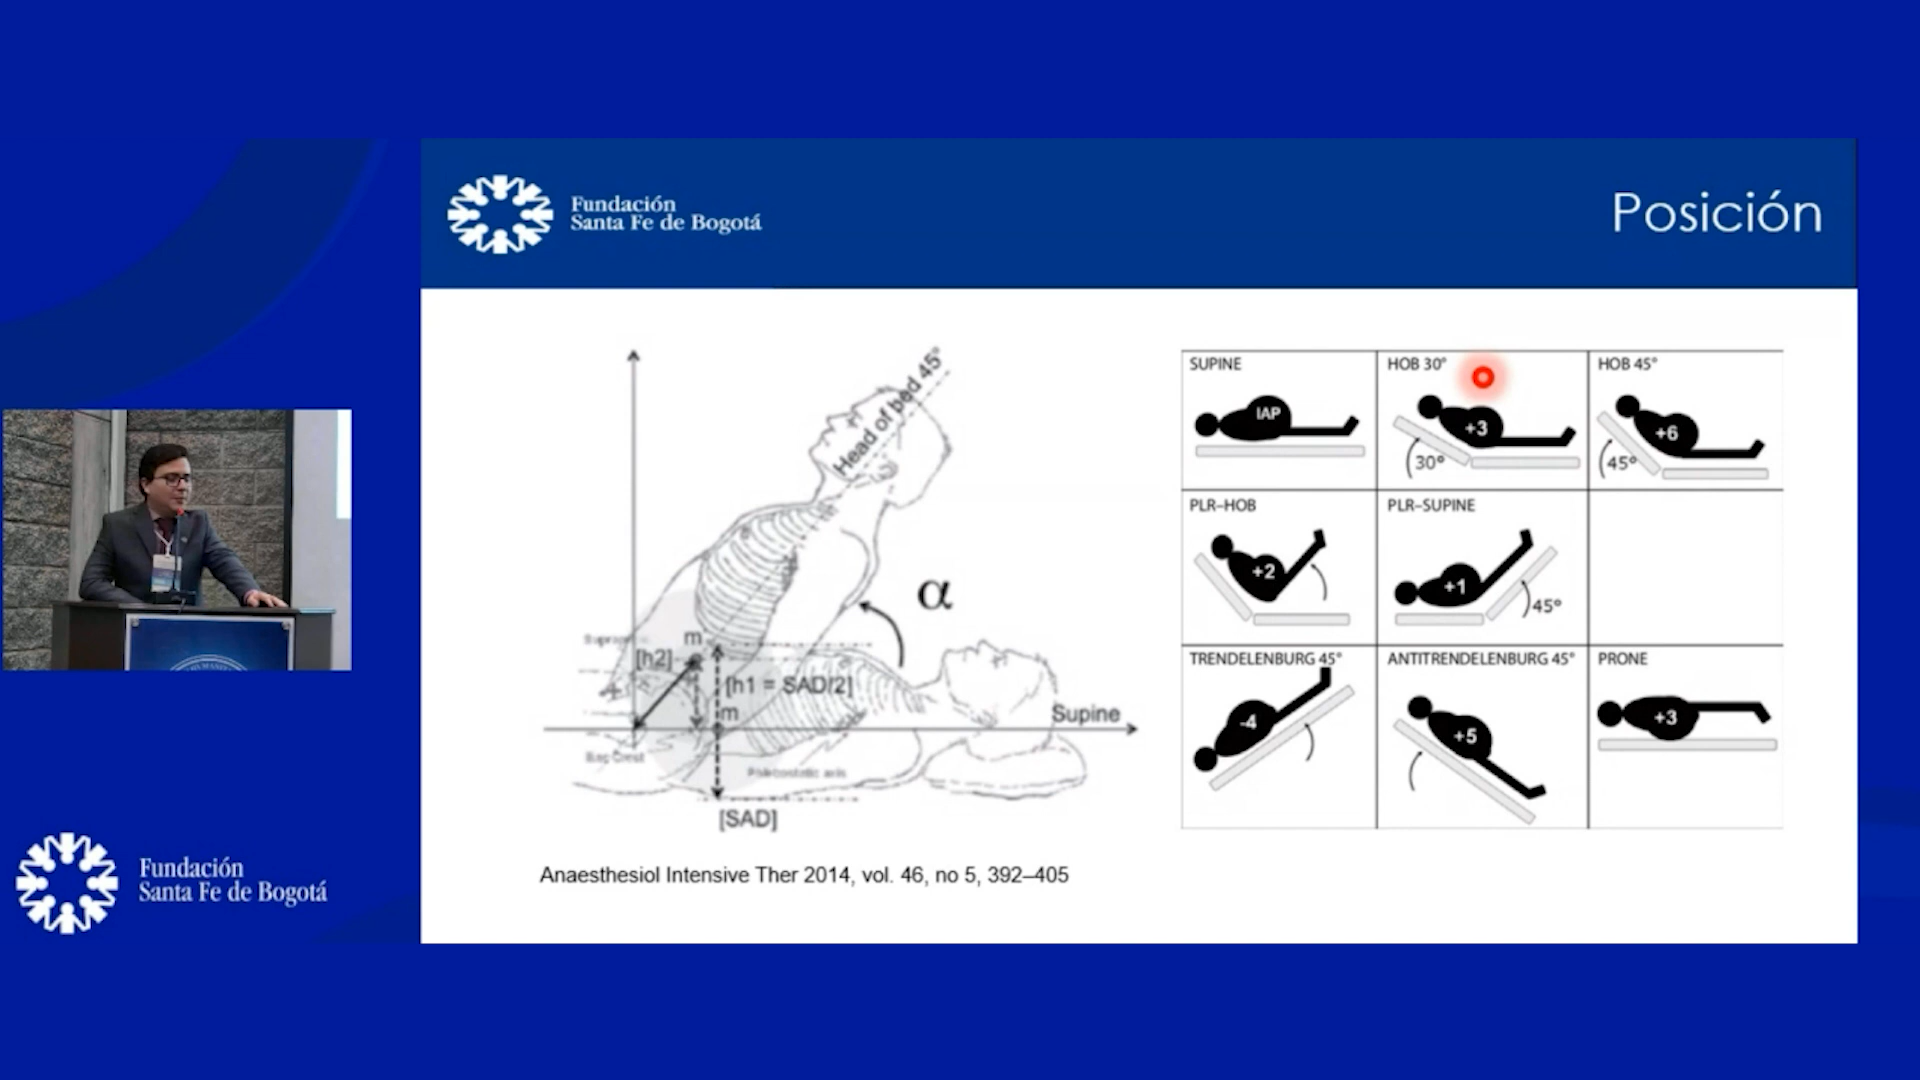 Fundación
Santa Fe de Bogotá
Posición
Head of bed 45°
α
m
[h2]
[h1 = SAD/2]
m
Supine
[SAD]
Anaesthesiol Intensive Ther 2014, vol. 46, no 5, 392–405
SUPINE
IAP
HOB 30°
+3
30°
HOB 45°
+6
45°
PLR–HOB
+2
PLR–SUPINE
+1
45°
TRENDELENBURG 45°
-4
ANTITRENDELENBURG 45°
+5
PRONE
+3
Fundación
Santa Fe de Bogotá